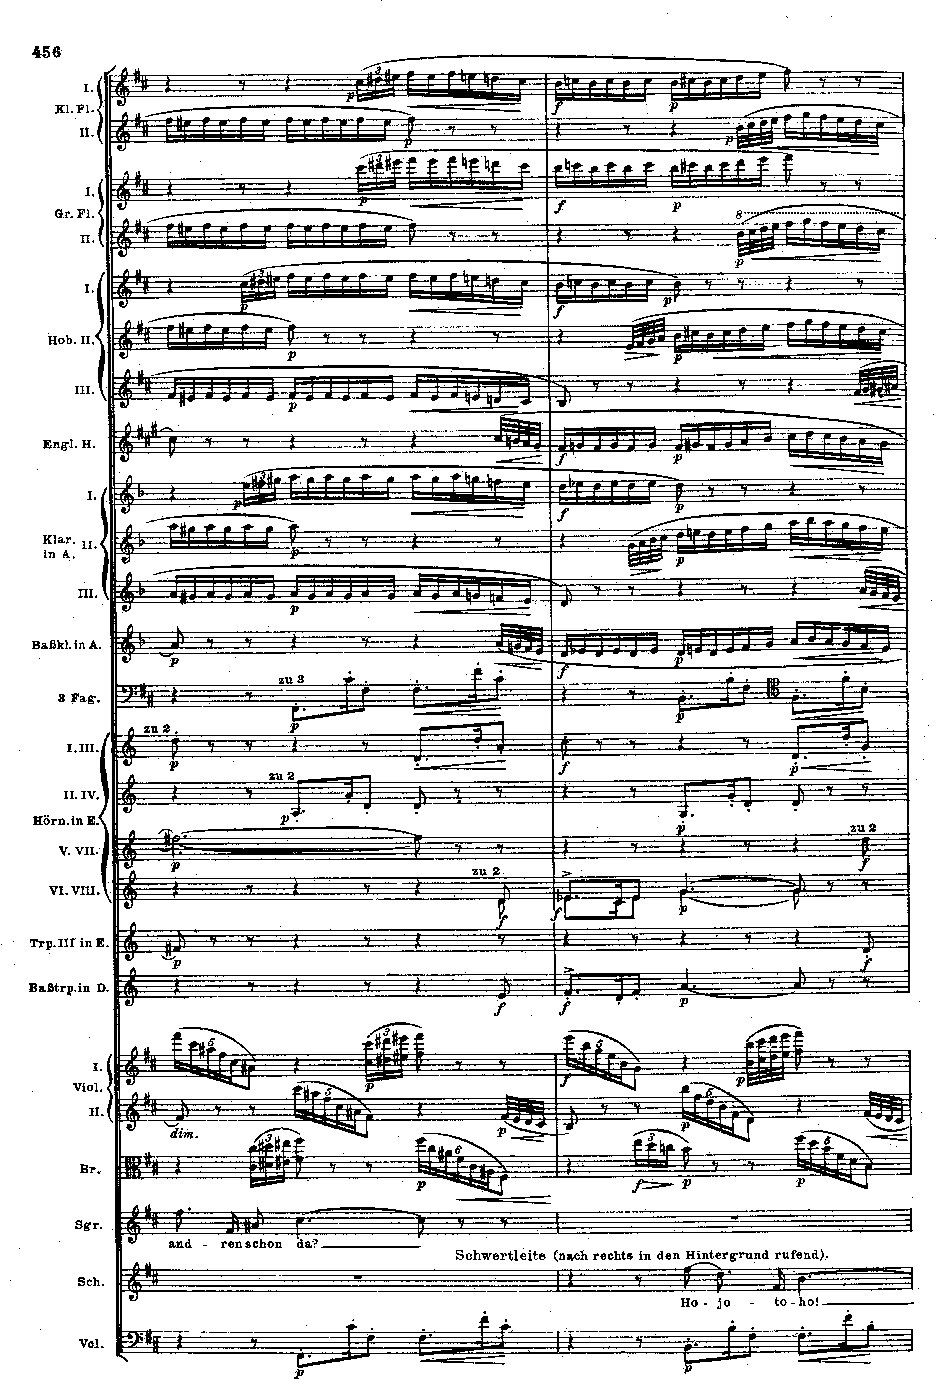 456
I.
Kl. Fl.
II.
I.
Gr. Fl.
II.
8
I.
Hob. II.
III.
Engl. H.
I.
Klar. II.
in A.
III.
Baßkl. in A.
zu 3
3 Fag.
zu 2
I. III.
zu 2
II. IV.
Hörn. in E.
zu 2
V. VII.
zu 2
VI. VIII.
Trp. III in E.
Baßtrp. in D.
I.
Viol.
II.
dim.
Br.
Sgr.
and - ren schon da?
Schwertleite (nach rechts in den Hintergrund rufend).
Sch.
Ho - jo - to - ho!
Vcl.